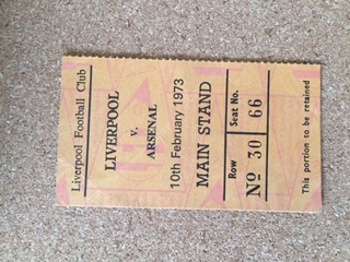 Liverpool Football Club
LIVERPOOL
v.
ARSENAL
10th February 1973
MAIN STAND
Row Seat No.
Nº 30 66
This portion to be retained